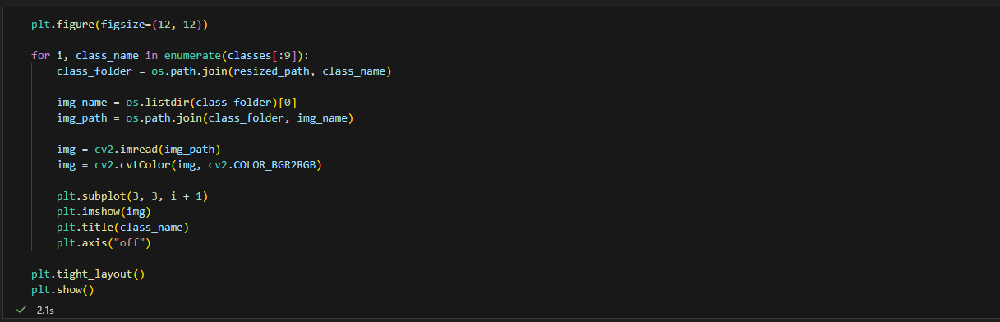 plt.figure(figsize=(12, 12))
for i, class_name in enumerate(classes[:9]):
    class_folder = os.path.join(resized_path, class_name)
    img_name = os.listdir(class_folder)[0]
    img_path = os.path.join(class_folder, img_name)
    img = cv2.imread(img_path)
    img = cv2.cvtColor(img, cv2.COLOR_BGR2RGB)
    plt.subplot(3, 3, i + 1)
    plt.imshow(img)
    plt.title(class_name)
    plt.axis("off")
plt.tight_layout()
plt.show()
2.1s